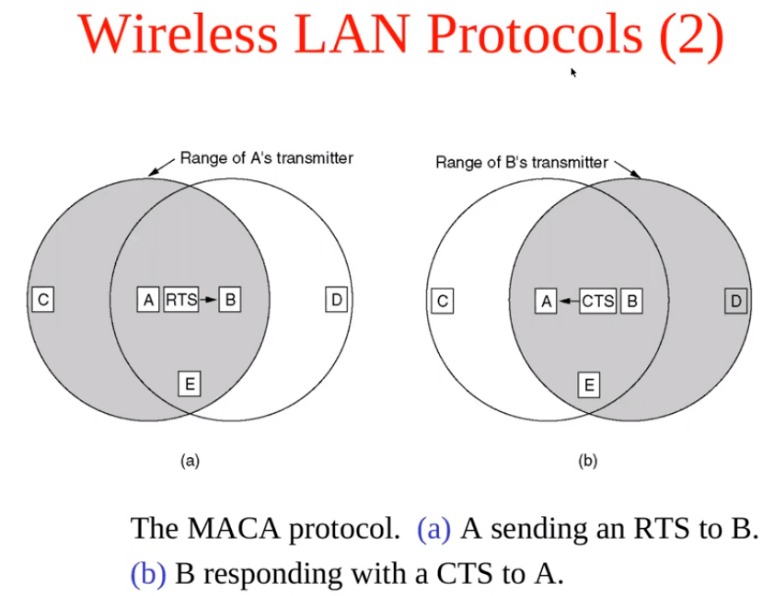 Wireless LAN Protocols (2)
Range of A's transmitter
Range of B's transmitter
C A RTS B D
C A CTS B D
E
E
(a)
(b)
The MACA protocol. (a) A sending an RTS to B.
(b) B responding with a CTS to A.